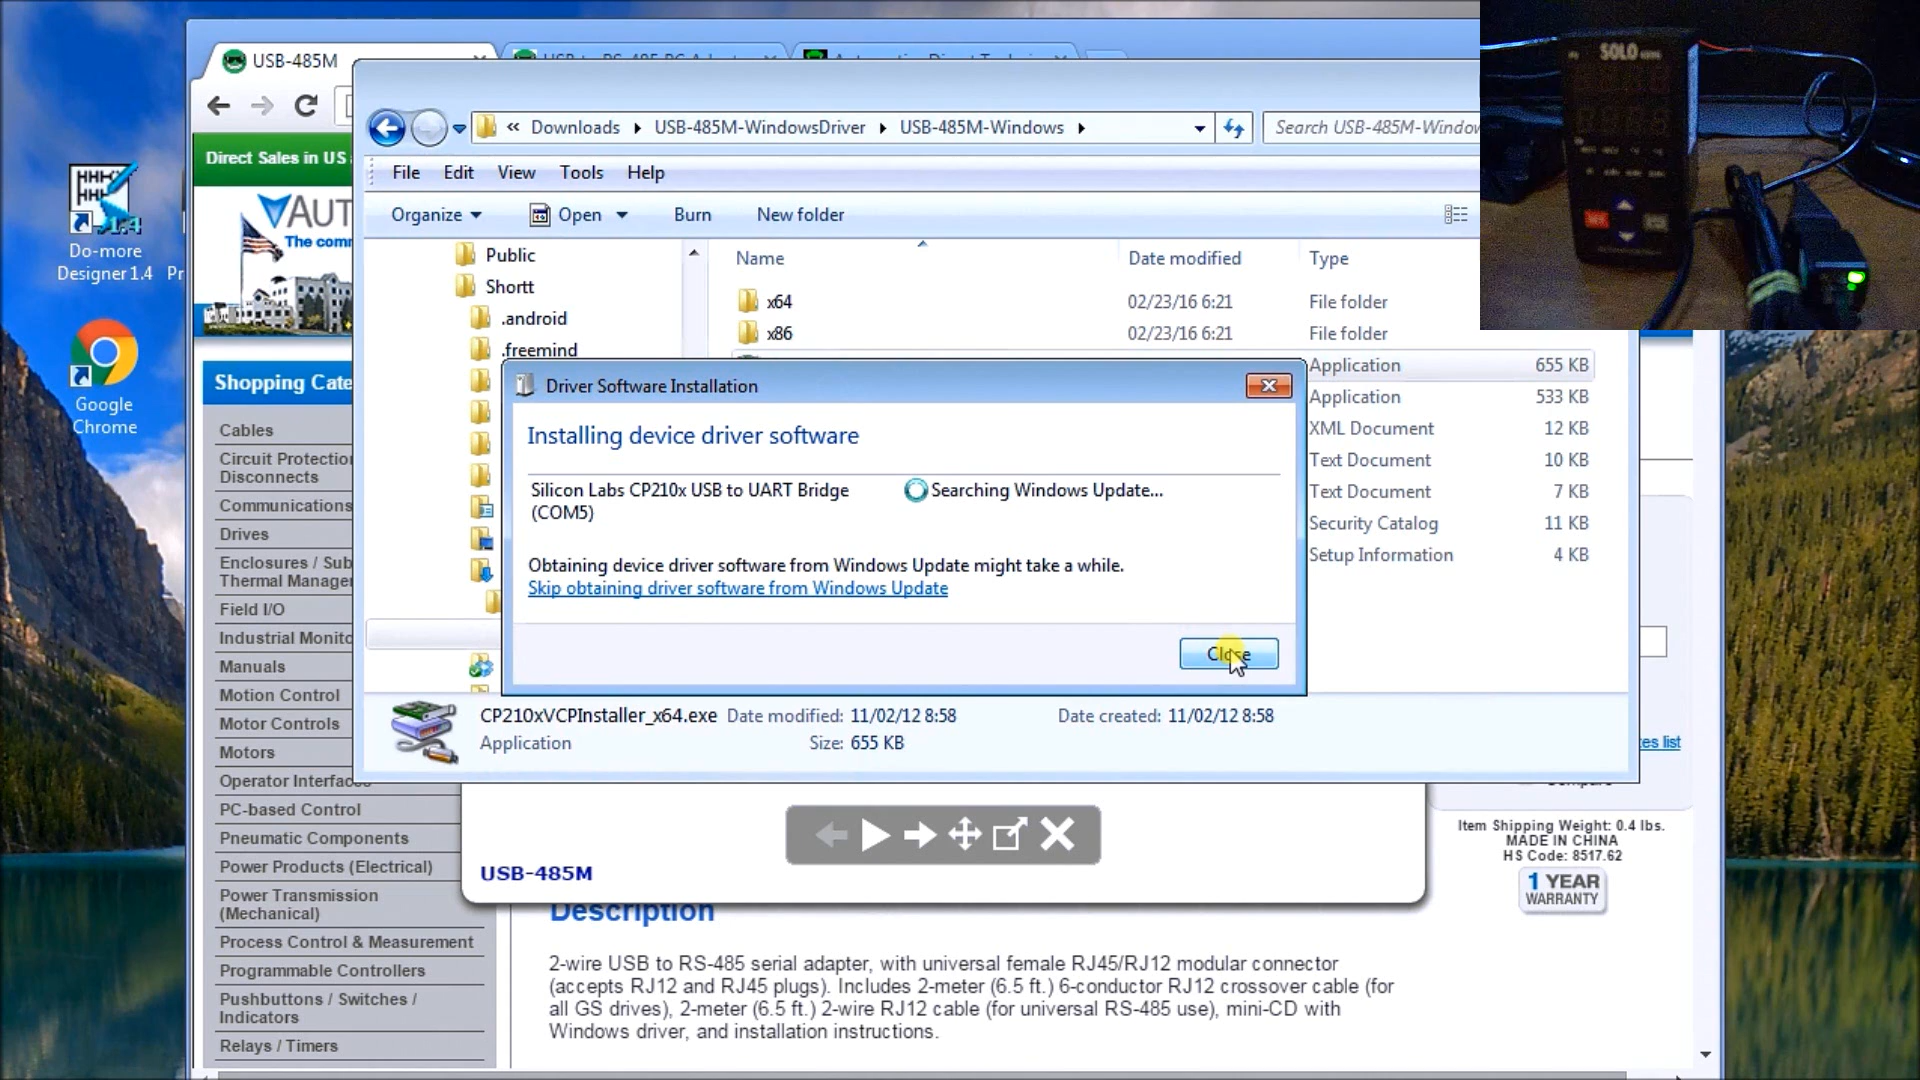 USB-485M
Downloads
USB-485M-WindowsDriver
USB-485M-Windows
Search USB-485M-Window
File
Edit
View
Tools
Help
Organize
Open
Burn
New folder
Direct Sales in US
AUT
The comm
Public
Shortt
.android
.freemind
Name
Date modified
Type
x64
02/23/16 6:21
File folder
x86
02/23/16 6:21
File folder
Application
655 KB
Application
533 KB
XML Document
12 KB
Text Document
10 KB
Text Document
7 KB
Security Catalog
11 KB
Setup Information
4 KB
Driver Software Installation
Installing device driver software
Silicon Labs CP210x USB to UART Bridge
(COM5)
Searching Windows Update...
Obtaining device driver software from Windows Update might take a while.
Skip obtaining driver software from Windows Update
Close
CP210xVCPInstaller_x64.exe
Date modified: 11/02/12 8:58
Date created: 11/02/12 8:58
Application
Size: 655 KB
Do-more
Designer 1.4
Pr
Google
Chrome
SOLO
Shopping Cate
Cables
Circuit Protection
Disconnects
Communications
Drives
Enclosures / Sub
Thermal Manager
Field I/O
Industrial Monito
Manuals
Motion Control
Motor Controls
Motors
Operator Interfaces
PC-based Control
Pneumatic Components
Power Products (Electrical)
Power Transmission
(Mechanical)
Process Control & Measurement
Programmable Controllers
Pushbuttons / Switches /
Indicators
Relays / Timers
es list
Item Shipping Weight: 0.4 lbs.
MADE IN CHINA
HS Code: 8517.62
1 YEAR
WARRANTY
USB-485M
Description
2-wire USB to RS-485 serial adapter, with universal female RJ45/RJ12 modular connector
(accepts RJ12 and RJ45 plugs). Includes 2-meter (6.5 ft.) 6-conductor RJ12 crossover cable (for
all GS drives), 2-meter (6.5 ft.) 2-wire RJ12 cable (for universal RS-485 use), mini-CD with
Windows driver, and installation instructions.